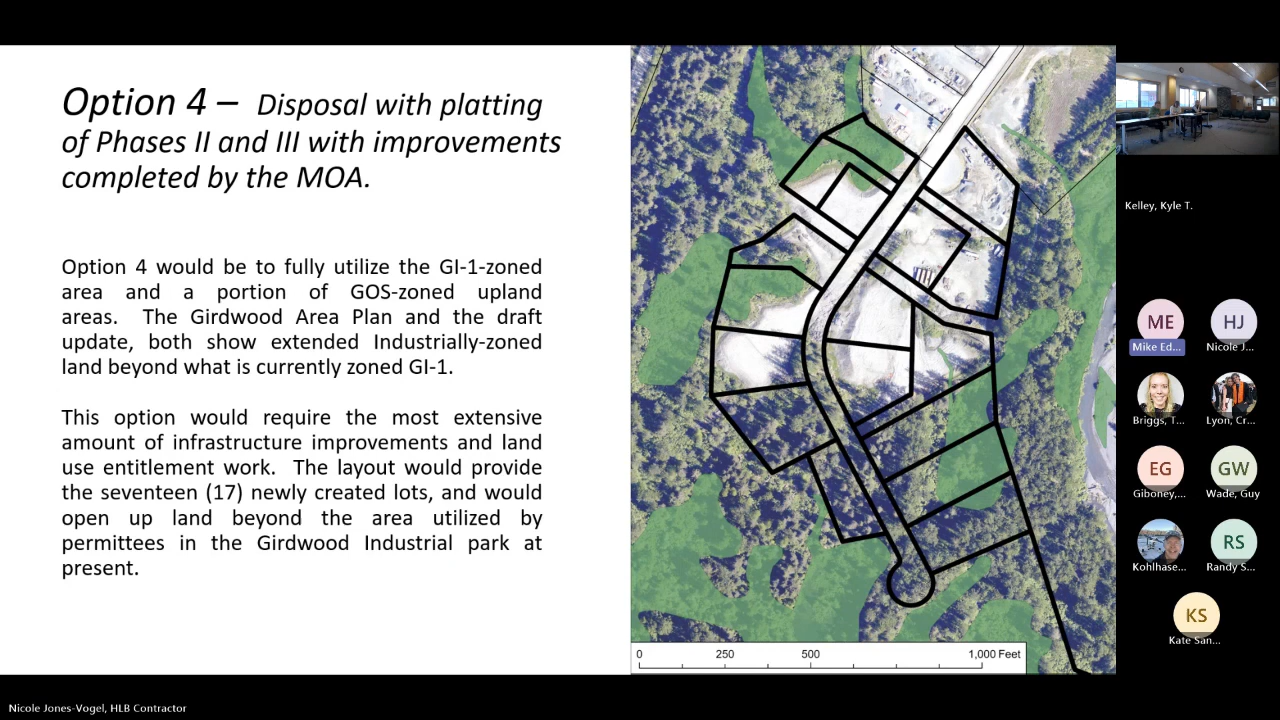 Option 4 – Disposal with platting
of Phases II and III with improvements
completed by the MOA.
Option 4 would be to fully utilize the GI-1-zoned
area and a portion of GOS-zoned upland
areas. The Girdwood Area Plan and the draft
update, both show extended Industrially-zoned
land beyond what is currently zoned GI-1.
This option would require the most extensive
amount of infrastructure improvements and land
use entitlement work. The layout would provide
the seventeen (17) newly created lots, and would
open up land beyond the area utilized by
permittees in the Girdwood Industrial park at
present.
0 250 500 1,000 Feet
Kelley, Kyle T.
ME HJ
Mike Ed... Nicole J...
Briggs, T... Lyon, Cr...
EG GW
Giboney,... Wade, Guy
RS
Kohlhase... Randy S...
KS
Kate San...
Nicole Jones-Vogel, HLB Contractor